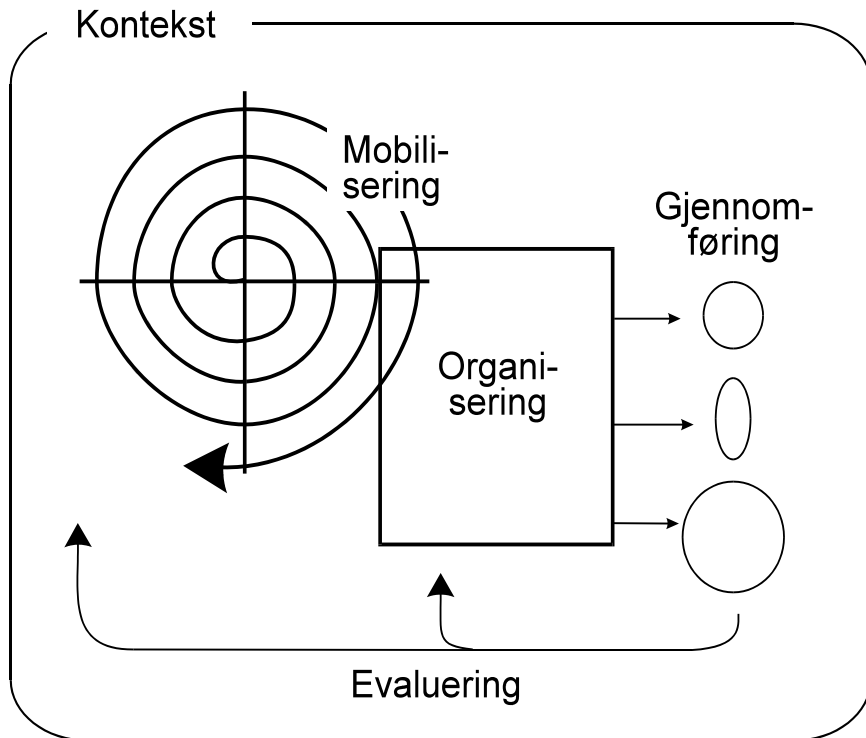 Kontekst
Mobili-
sering
Gjennom-
føring
Organi-
sering
Evaluering